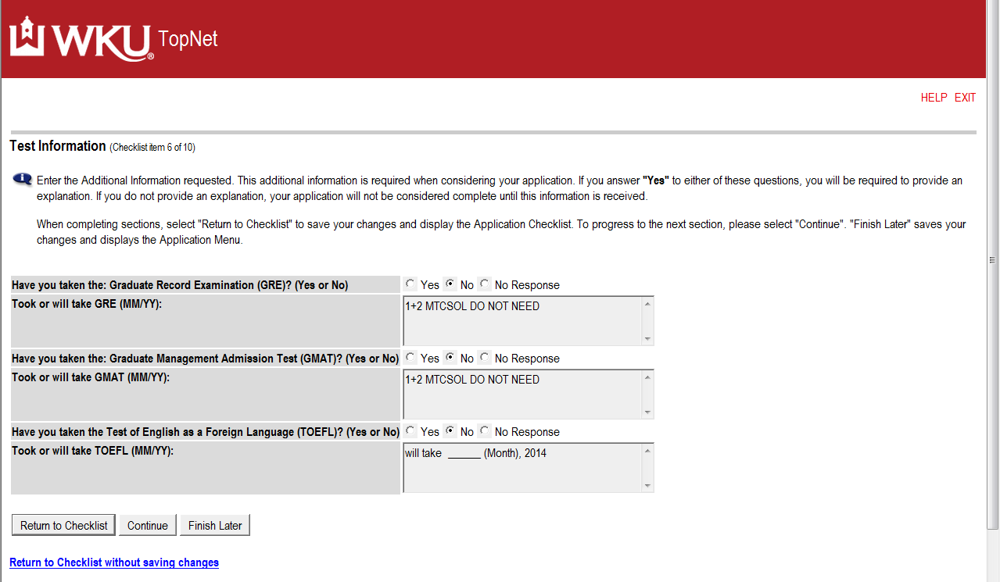 WKU® TopNet
HELP EXIT
Test Information (Checklist item 6 of 10)
Enter the Additional Information requested. This additional information is required when considering your application. If you answer "Yes" to either of these questions, you will be required to provide an
explanation. If you do not provide an explanation, your application will not be considered complete until this information is received.
When completing sections, select "Return to Checklist" to save your changes and display the Application Checklist. To progress to the next section, please select "Continue". "Finish Later" saves your
changes and displays the Application Menu.
Have you taken the: Graduate Record Examination (GRE)? (Yes or No) Yes No No Response
Took or will take GRE (MM/YY): 1+2 MTCSOL DO NOT NEED
Have you taken the: Graduate Management Admission Test (GMAT)? (Yes or No) Yes No No Response
Took or will take GMAT (MM/YY): 1+2 MTCSOL DO NOT NEED
Have you taken the Test of English as a Foreign Language (TOEFL)? (Yes or No) Yes No No Response
Took or will take TOEFL (MM/YY): will take ______ (Month), 2014
Return to Checklist Continue Finish Later
Return to Checklist without saving changes